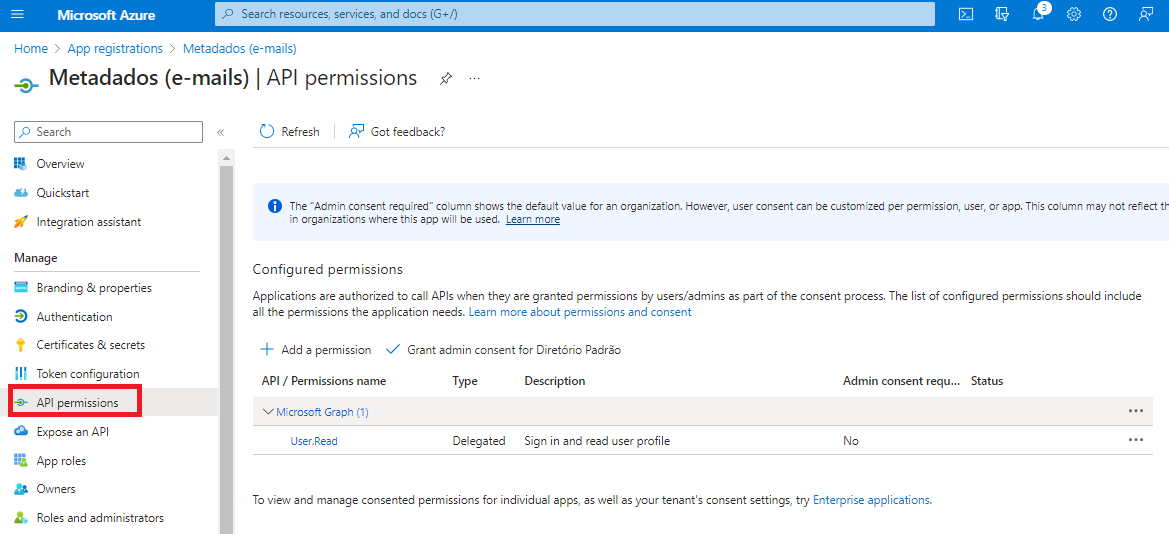 Microsoft Azure
Search resources, services, and docs (G+/)
3
Home > App registrations > Metadados (e-mails)
Metadados (e-mails) | API permissions
Search
«
Refresh
Got feedback?
Overview
Quickstart
Integration assistant
Manage
Branding & properties
Authentication
Certificates & secrets
Token configuration
API permissions
Expose an API
App roles
Owners
Roles and administrators
The "Admin consent required" column shows the default value for an organization. However, user consent can be customized per permission, user, or app. This column may not reflect th
in organizations where this app will be used. Learn more
Configured permissions
Applications are authorized to call APIs when they are granted permissions by users/admins as part of the consent process. The list of configured permissions should include
all the permissions the application needs. Learn more about permissions and consent
Add a permission
Grant admin consent for Diretório Padrão
API / Permissions name Type Description Admin consent requ... Status
Microsoft Graph (1)
User.Read Delegated Sign in and read user profile No
To view and manage consented permissions for individual apps, as well as your tenant's consent settings, try Enterprise applications.